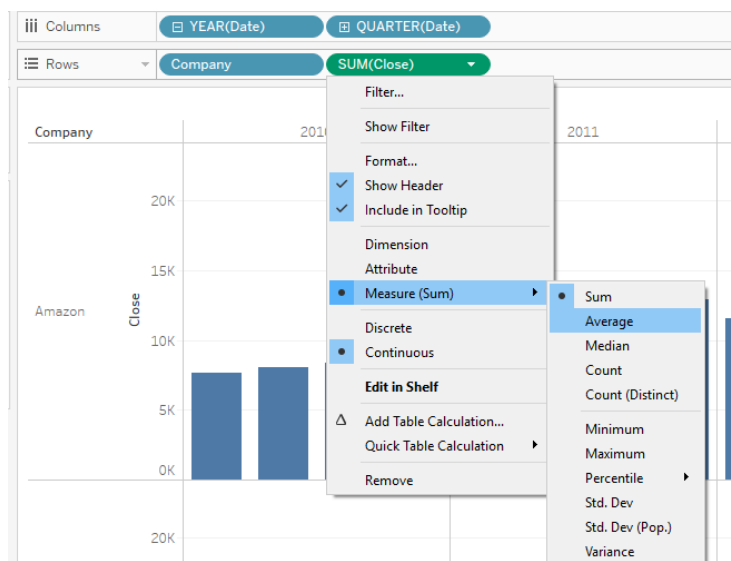 Columns
YEAR(Date)
QUARTER(Date)
Rows
Company
SUM(Close)
Company
2011
20K
15K
10K
5K
0K
20K
Amazon
Close
Filter...
Show Filter
Format...
Show Header
Include in Tooltip
Dimension
Attribute
Measure (Sum)
Discrete
Continuous
Edit in Shelf
Add Table Calculation...
Quick Table Calculation
Remove
Sum
Average
Median
Count
Count (Distinct)
Minimum
Maximum
Percentile
Std. Dev
Std. Dev (Pop.)
Variance